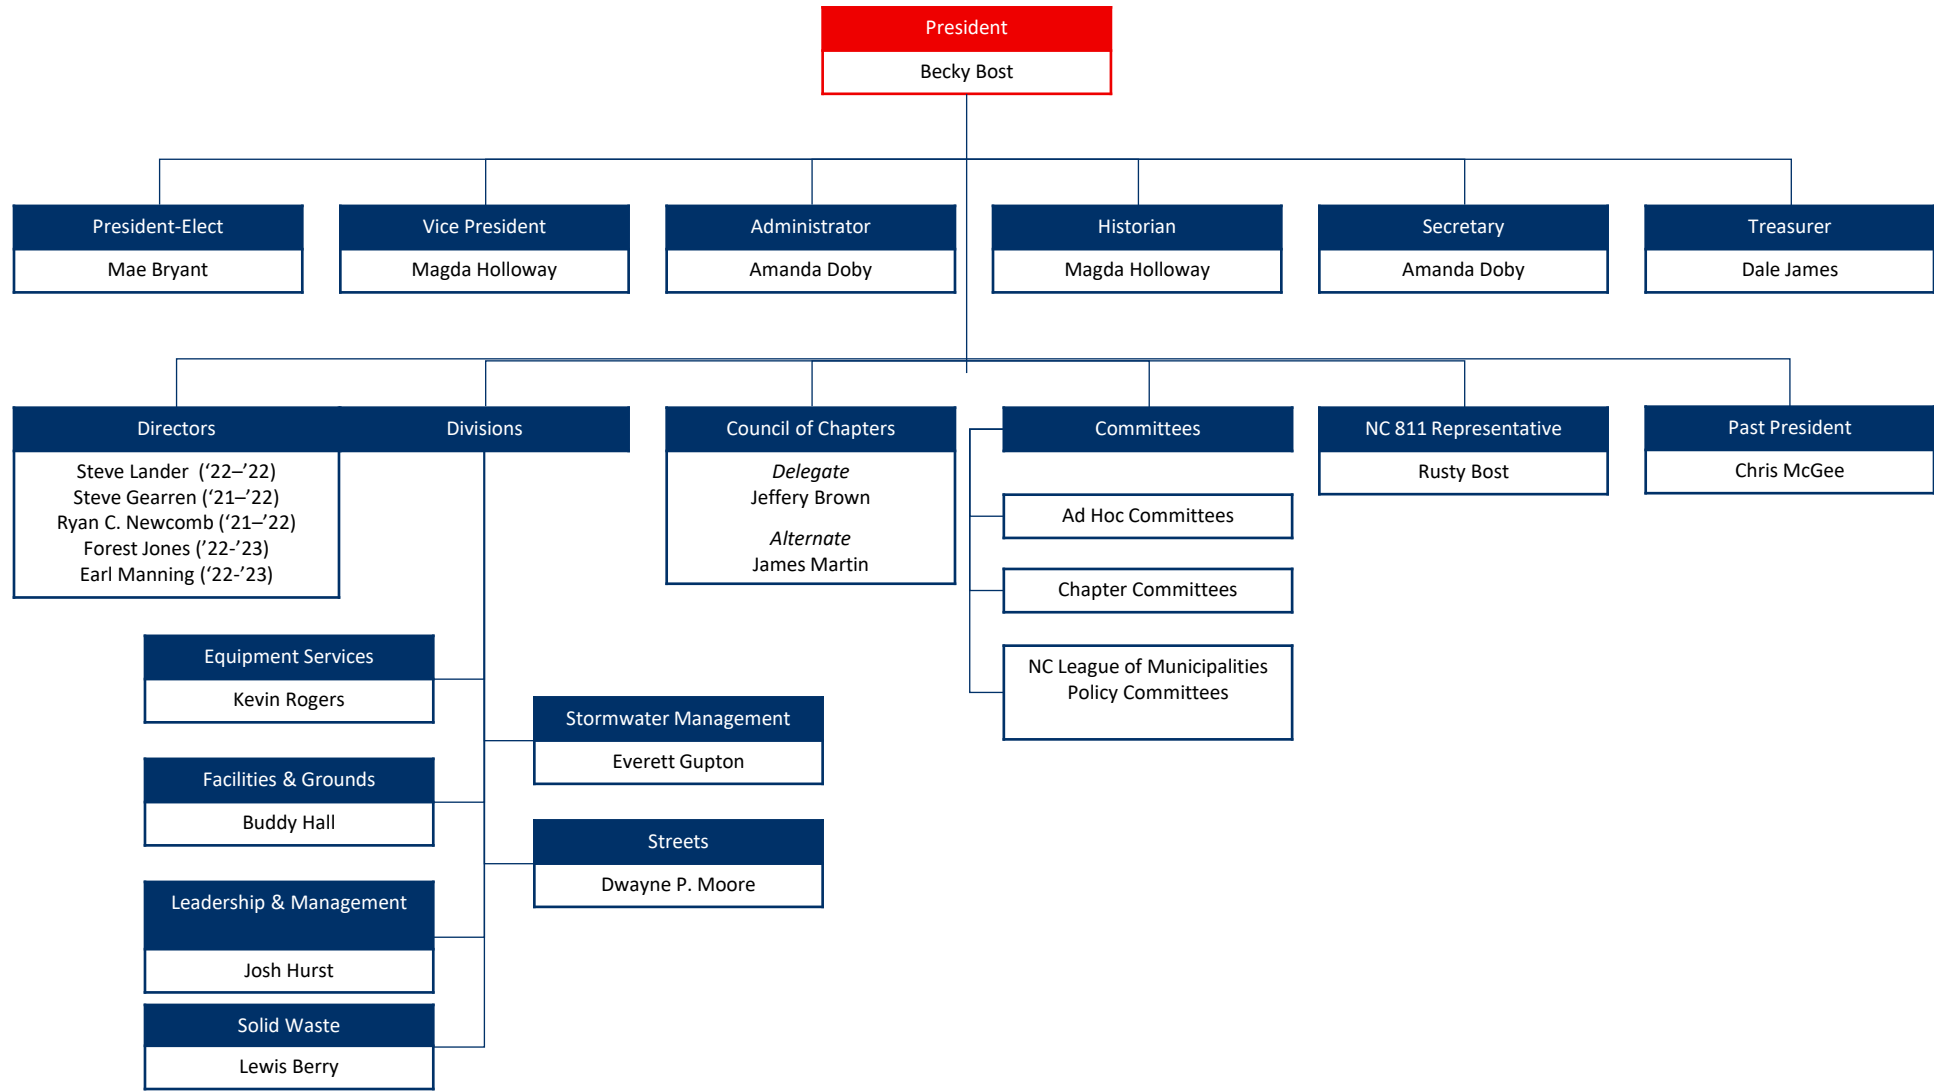 President
Becky Bost
President-Elect
Mae Bryant
Vice President
Magda Holloway
Administrator
Amanda Doby
Historian
Magda Holloway
Secretary
Amanda Doby
Treasurer
Dale James
Directors
Steve Lander  (‘22–’22)
Steve Gearren (‘21–’22)
Ryan C. Newcomb (‘21–’22)
Forest Jones (’22-’23)
Earl Manning (‘22-’23)
Divisions
Equipment Services
Kevin Rogers
Facilities & Grounds
Buddy Hall
Leadership & Management
Josh Hurst
Solid Waste
Lewis Berry
Stormwater Management
Everett Gupton
Streets
Dwayne P. Moore
Council of Chapters
Delegate
Jeffery Brown
Alternate
James Martin
Committees
Ad Hoc Committees
Chapter Committees
NC League of Municipalities
Policy Committees
NC 811 Representative
Rusty Bost
Past President
Chris McGee